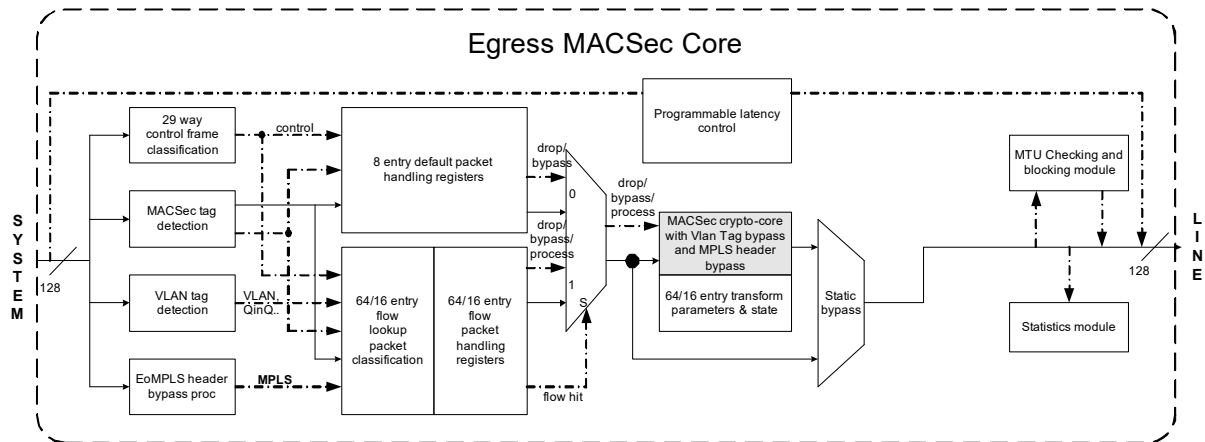 Egress MACSec Core
SYSTEM
128
29 way
control frame
classification
control
MACSec tag
detection
VLAN tag
detection
VLAN,
QinQ..
EoMPLS header
bypass proc
MPLS
8 entry default packet
handling registers
64/16 entry
flow
lookup
packet
classification
64/16 entry
flow
packet
handling
registers
drop/
bypass
0
drop/
bypass/
process
1
S
flow hit
drop/
bypass/
process
Programmable latency
control
MACSec crypto-core
with Vlan Tag bypass
and MPLS header
bypass
64/16 entry transform
parameters & state
Static
bypass
MTU Checking and
blocking module
Statistics module
128
LINE